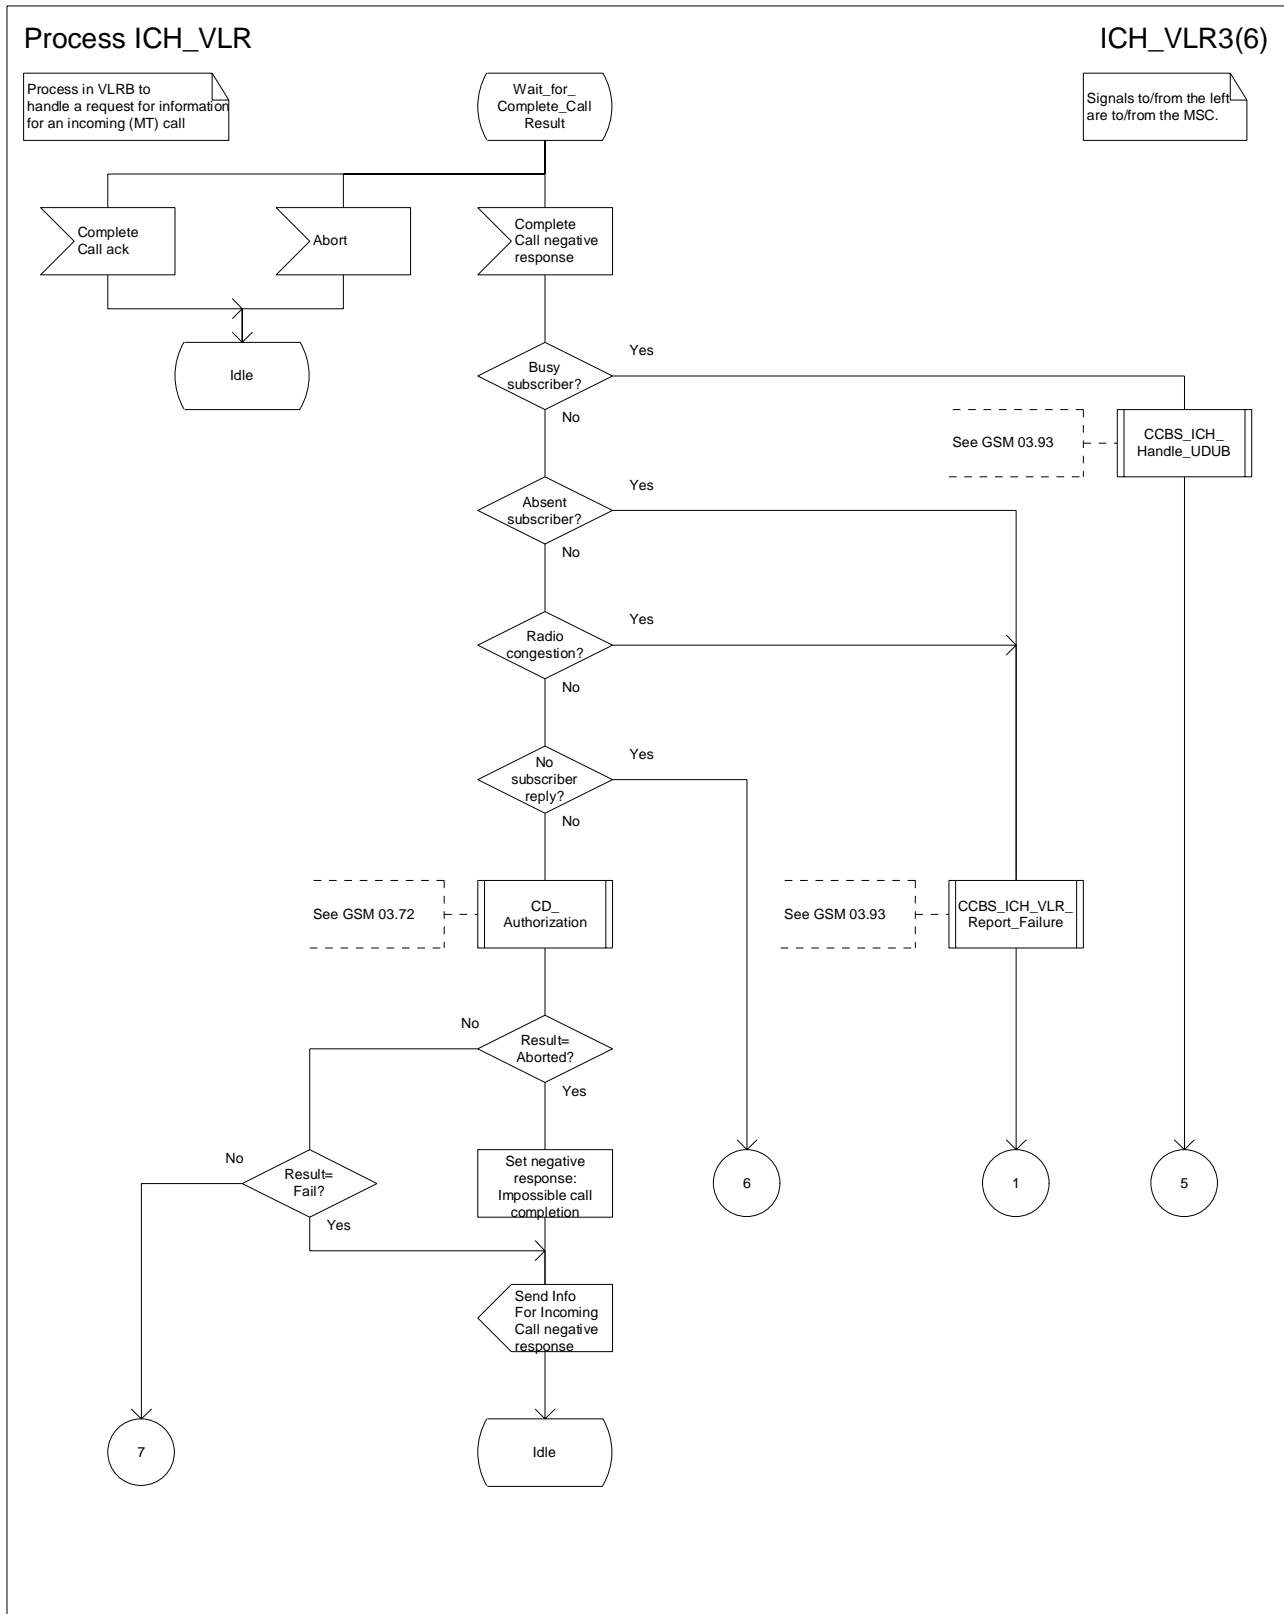 Process ICH_VLR
ICH_VLR3(6)
Process in VLRB to
handle a request for information
for an incoming (MT) call
Wait_for_
Complete_Call
Result
Signals to/from the left
are to/from the MSC.
Complete
Call ack
Abort
Complete
Call negative
response
Idle
Busy
subscriber?
Yes
No
See GSM 03.93
CCBS_ICH_
Handle_UDUB
Absent
subscriber?
Yes
No
Radio
congestion?
Yes
No
No
subscriber
reply?
Yes
No
See GSM 03.72
CD_
Authorization
See GSM 03.93
CCBS_ICH_VLR_
Report_Failure
No
Result=
Aborted?
Yes
No
Result=
Fail?
Yes
Set negative
response:
Impossible call
completion
6
1
5
Send Info
For Incoming
Call negative
response
7
Idle